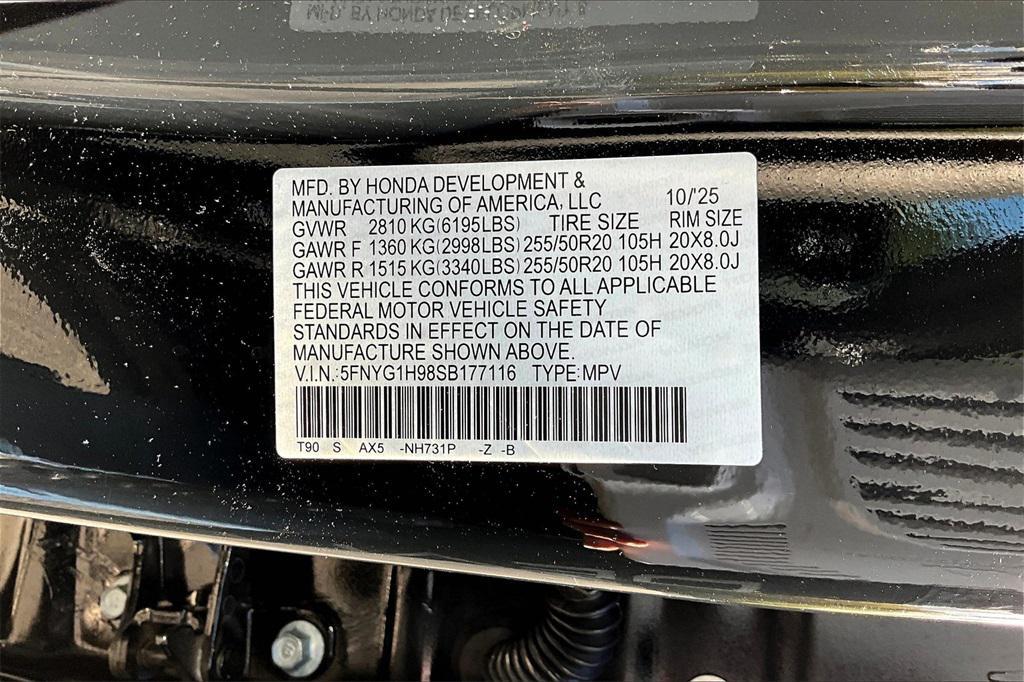 MFD. BY HONDA DEVELOPMENT &
MANUFACTURING OF AMERICA, LLC 10/'25
GVWR 2810 KG(6195LBS) TIRE SIZE RIM SIZE
GAWR F 1360 KG(2998LBS) 255/50R20 105H 20X8.0J
GAWR R 1515 KG(3340LBS) 255/50R20 105H 20X8.0J
THIS VEHICLE CONFORMS TO ALL APPLICABLE
FEDERAL MOTOR VEHICLE SAFETY
STANDARDS IN EFFECT ON THE DATE OF
MANUFACTURE SHOWN ABOVE.
V.I.N.:5FNYG1H98SB177116 TYPE:MPV
T90 S AX5 -NH731P -Z -B